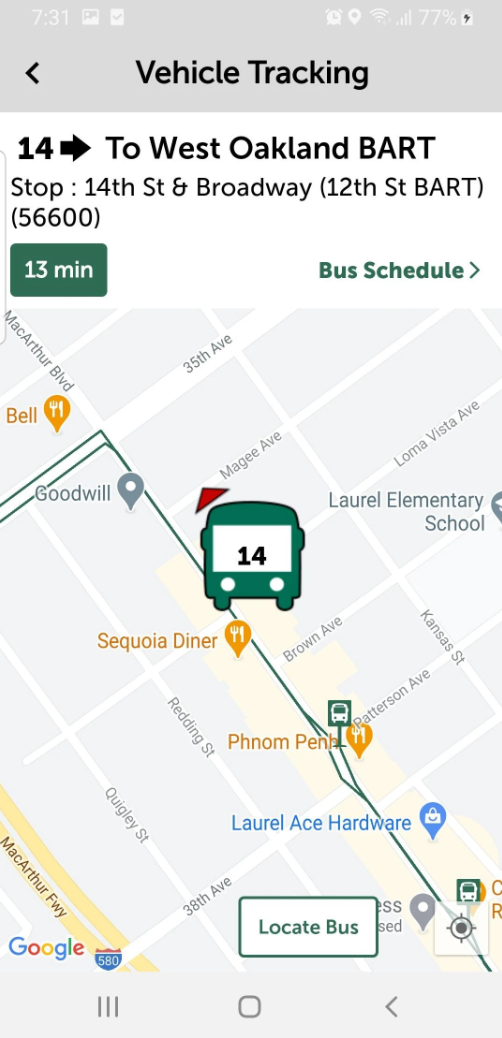 7:31
77%
Vehicle Tracking
14 To West Oakland BART
Stop : 14th St & Broadway (12th St BART)
(56600)
13 min
Bus Schedule
MacArthur Blvd
35th Ave
Bell
Magee Ave
Loma Vista Ave
Goodwill
Laurel Elementary
School
14
Sequoia Diner
Brown Ave
Kansas St
Redding St
Patterson Ave
Phnom Penh
Quigley St
Laurel Ace Hardware
MacArthur Fwy
38th Ave
ess
sed
C
R
Locate Bus
Google
580